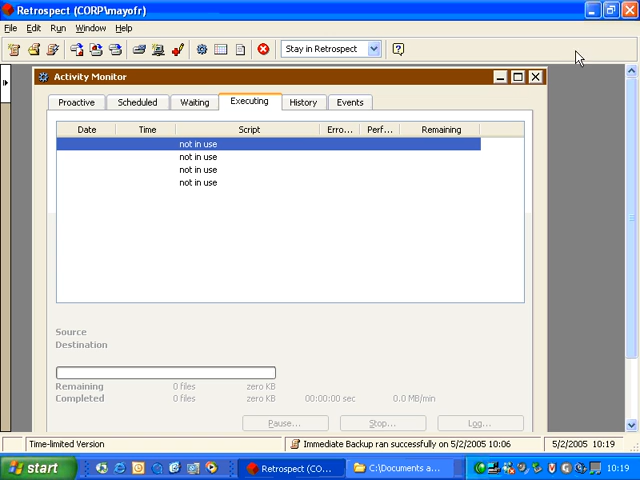 Retrospect (CORP\mayofr)
File Edit Run Window Help
Stay in Retrospect
Activity Monitor
Proactive Scheduled Waiting Executing History Events
Date Time Script Erro... Perf... Remaining
not in use
not in use
not in use
not in use
Source
Destination
Remaining 0 files zero KB
Completed 0 files zero KB 00:00:00 sec 0.0 MB/min
Pause... Stop... Log...
Time-limited Version Immediate Backup ran successfully on 5/2/2005 10:06 5/2/2005 10:19
start Retrospect (CO... C:\Documents a... 10:19